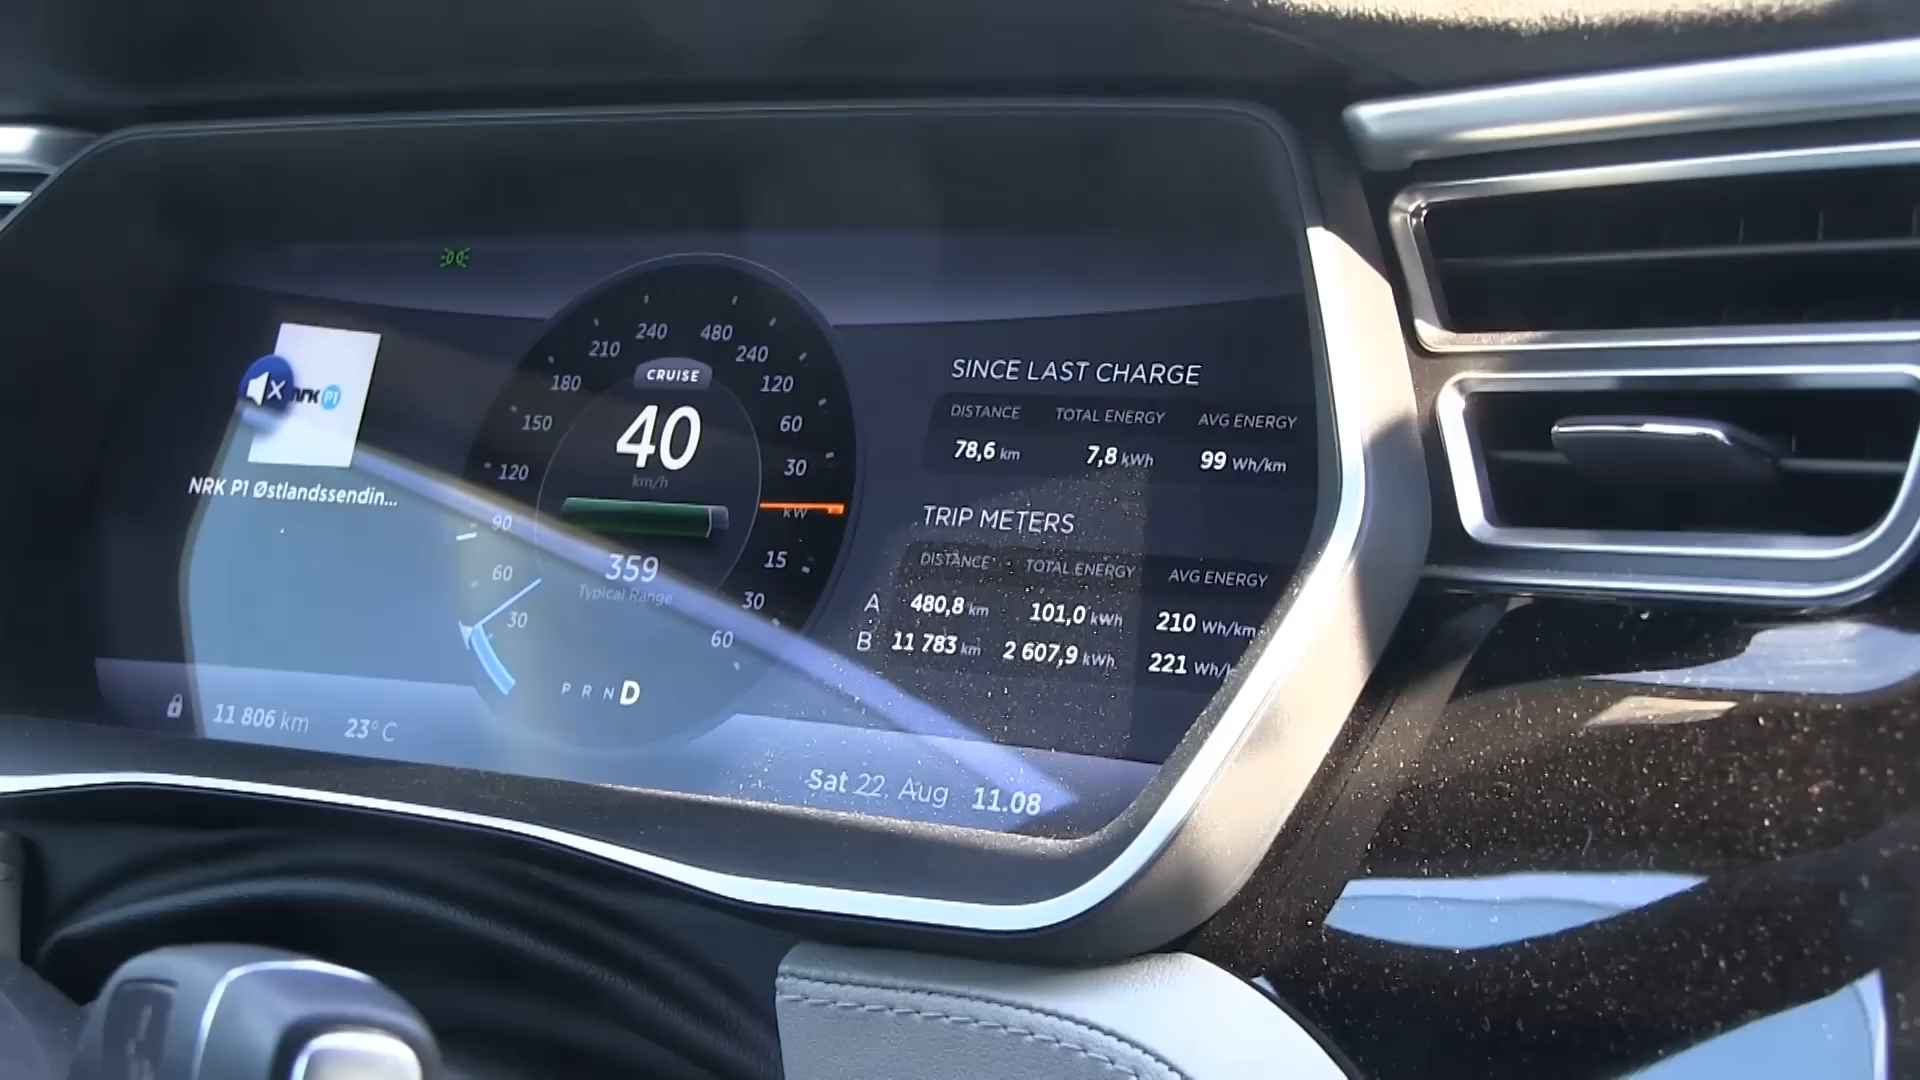 240 480
210 240
180 CRUISE 120
150 40 60
km/h
120 30
90 kW
60 359 15
Typical Range
30 30
60
P R N D
NRK P1
NRK P1 Østlandssendin...
SINCE LAST CHARGE
DISTANCE TOTAL ENERGY AVG ENERGY
78,6 km 7,8 kWh 99 Wh/km
TRIP METERS
DISTANCE TOTAL ENERGY AVG ENERGY
A 480,8 km 101,0 kWh 210 Wh/km
B 11 783 km 2 607,9 kWh 221 Wh/k
11 806 km 23° C
Sat 22. Aug 11.08